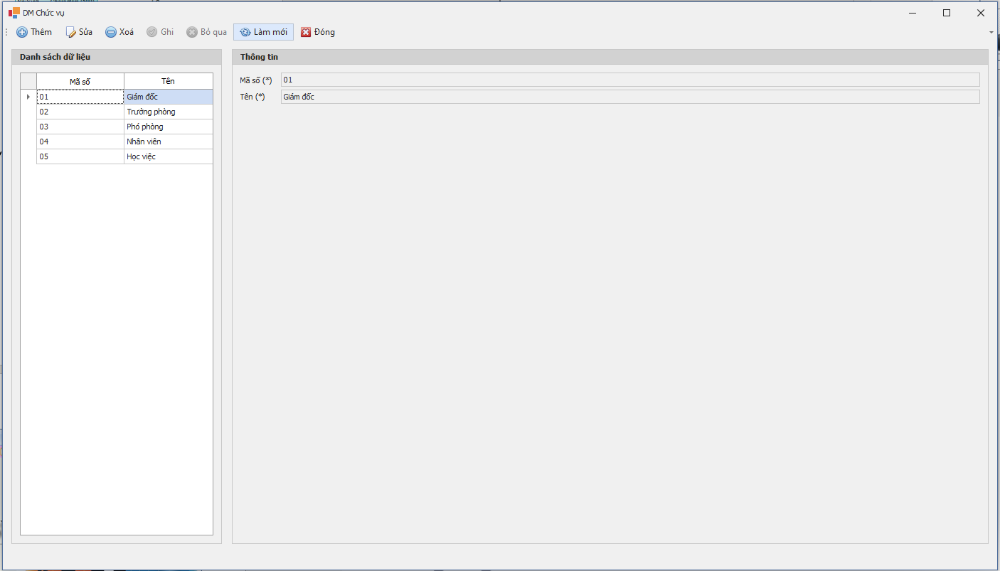 DM Chức vụ
Thêm Sửa Xoá Ghi Bỏ qua Làm mới Đóng
Danh sách dữ liệu
Mã số Tên
01 Giám đốc
02 Trưởng phòng
03 Phó phòng
04 Nhân viên
05 Học việc
Thông tin
Mã số (*) 01
Tên (*) Giám đốc